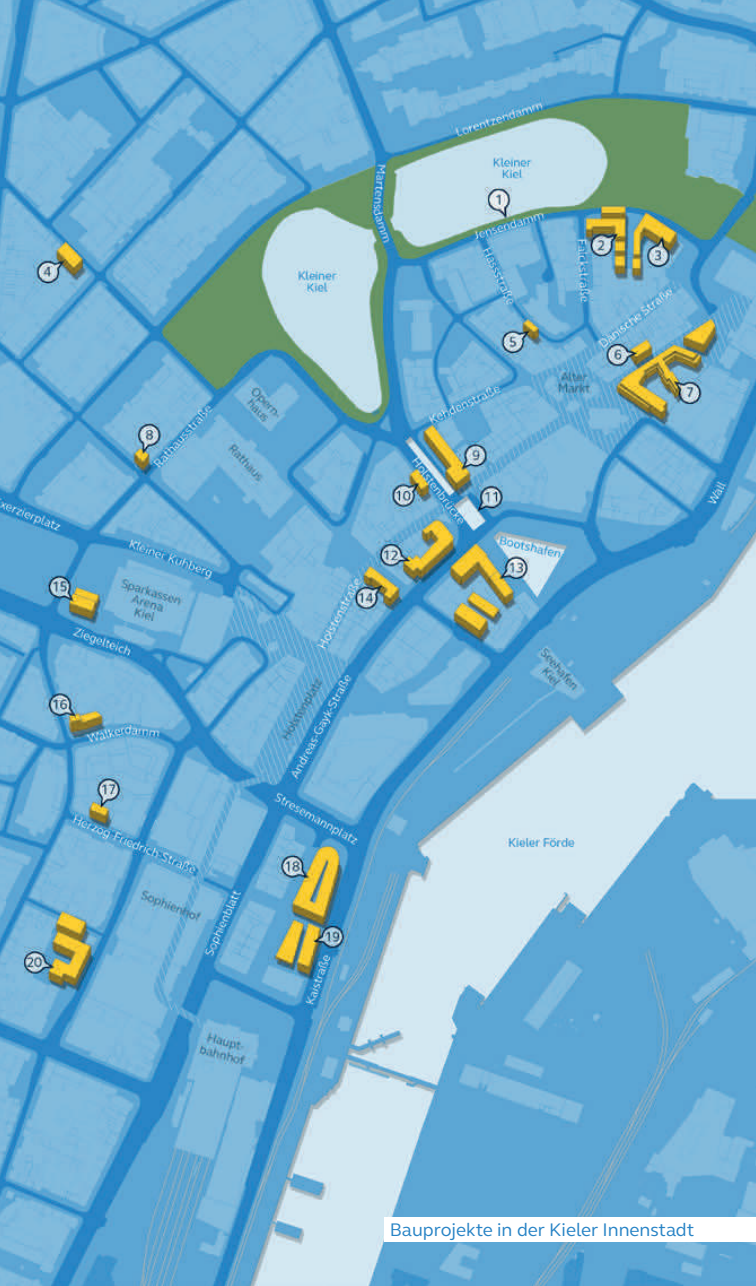 Lorentzendamm
Kleiner
Kiel
1
Martensdamm
Jensendamm
2
3
Kleiner
Kiel
Hassstraße
Falckstraße
4
Dänische Straße
5
6
Alter
Markt
7
Opern-
haus
Kehdenstraße
Rathausstraße
8
Rathaus
9
Holstenbrücke
10
11
Wall
xerzierplatz
Kleiner Kuhberg
Bootshafen
12
13
15
Sparkassen
Arena
Kiel
14
Holstenstraße
Ziegelteich
Seehafen
Kiel
16
Holstenplatz
Andreas-Gayk-Straße
Walkerdamm
17
Stresemannplatz
Herzog-Friedrich-Straße
Kieler Förde
18
Sophienhof
Sophienblatt
19
20
Kaistraße
Haupt-
bahnhof
Bauprojekte in der Kieler Innenstadt